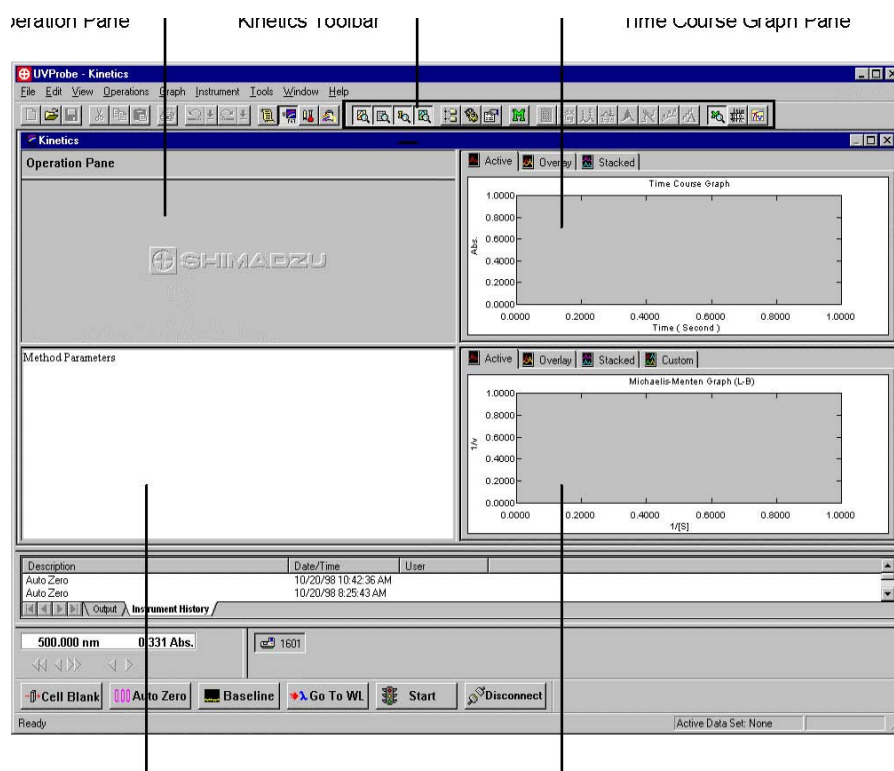 peration Pane
Kinetics Toolbar
Time Course Graph Pane
UVProbe - Kinetics
File Edit View Operations Graph Instrument Tools Window Help
Kinetics
Operation Pane
SHIMADZU
Active Overlay Stacked
Time Course Graph
Abs.
1.0000
0.8000
0.6000
0.4000
0.2000
0.0000
0.0000 0.2000 0.4000 0.6000 0.8000 1.0000
Time ( Second )
Method Parameters
Active Overlay Stacked Custom
Michaelis-Menten Graph (L-B)
1/v
1.0000
0.8000
0.6000
0.4000
0.2000
0.0000
0.0000 0.2000 0.4000 0.6000 0.8000 1.0000
1/[S]
Description Date/Time User
Auto Zero 10/20/98 10:42:36 AM
Auto Zero 10/20/98 8:25:43 AM
Output Instrument History
500.000 nm 0.331 Abs.
1601
Cell Blank Auto Zero Baseline λ Go To WL Start Disconnect
Ready
Active Data Set: None